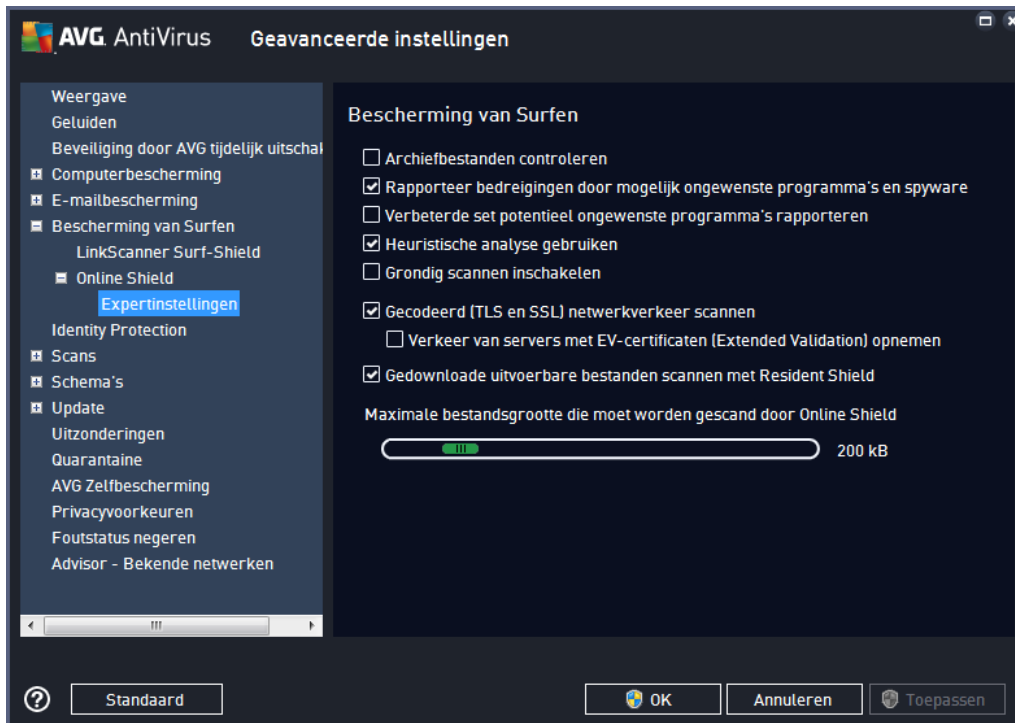 AVG AntiVirus
Geavanceerde instellingen
Weergave
Geluiden
Beveiliging door AVG tijdelijk uitschak
Computerbescherming
E-mailbescherming
Bescherming van Surfen
LinkScanner Surf-Shield
Online Shield
Expertinstellingen
Identity Protection
Scans
Schema's
Update
Uitzonderingen
Quarantaine
AVG Zelfbescherming
Privacyvoorkeuren
Foutstatus negeren
Advisor - Bekende netwerken
Bescherming van Surfen
Archiefbestanden controleren
Rapporteer bedreigingen door mogelijk ongewenste programma's en spyware
Verbeterde set potentieel ongewenste programma's rapporteren
Heuristische analyse gebruiken
Grondig scannen inschakelen
Gecodeerd (TLS en SSL) netwerkverkeer scannen
Verkeer van servers met EV-certificaten (Extended Validation) opnemen
Gedownloade uitvoerbare bestanden scannen met Resident Shield
Maximale bestandsgrootte die moet worden gescand door Online Shield
200 kB
Standaard
OK
Annuleren
Toepassen